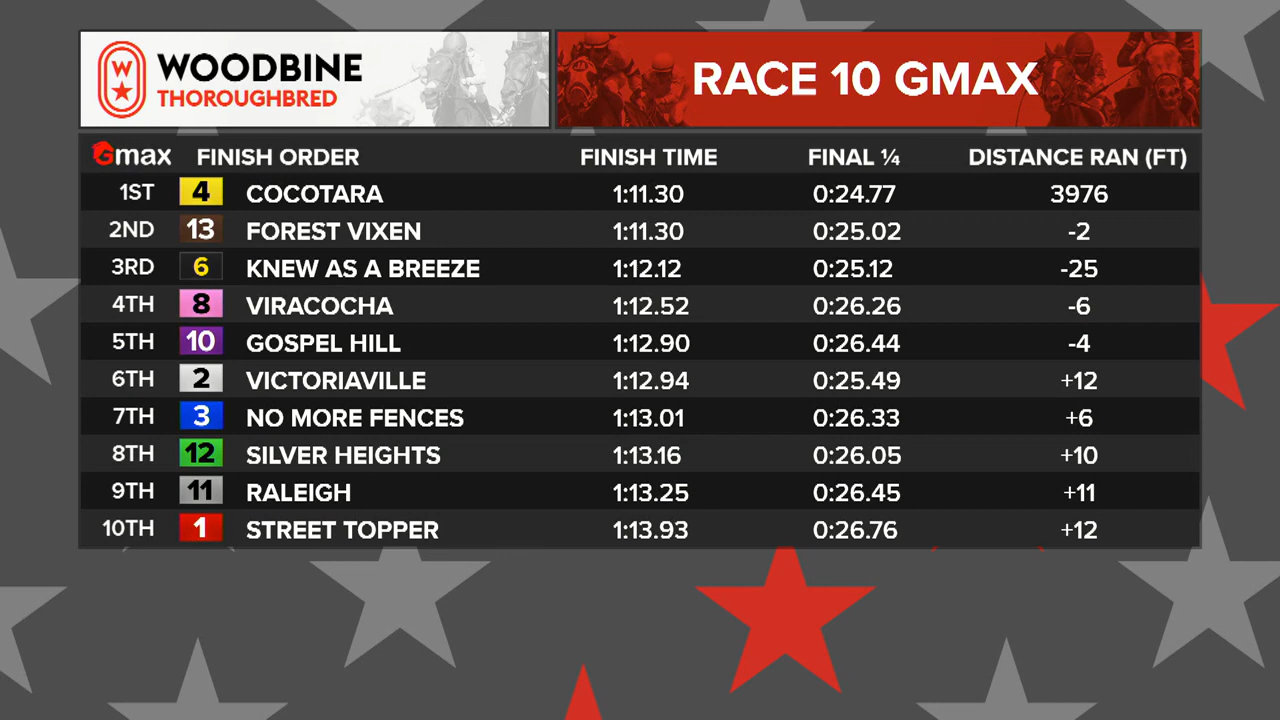 W
WOODBINE
THOROUGHBRED
RACE 10 GMAX
Gmax FINISH ORDER FINISH TIME FINAL ¼ DISTANCE RAN (FT)
1ST 4 COCOTARA 1:11.30 0:24.77 3976
2ND 13 FOREST VIXEN 1:11.30 0:25.02 -2
3RD 6 KNEW AS A BREEZE 1:12.12 0:25.12 -25
4TH 8 VIRACOCHA 1:12.52 0:26.26 -6
5TH 10 GOSPEL HILL 1:12.90 0:26.44 -4
6TH 2 VICTORIAVILLE 1:12.94 0:25.49 +12
7TH 3 NO MORE FENCES 1:13.01 0:26.33 +6
8TH 12 SILVER HEIGHTS 1:13.16 0:26.05 +10
9TH 11 RALEIGH 1:13.25 0:26.45 +11
10TH 1 STREET TOPPER 1:13.93 0:26.76 +12